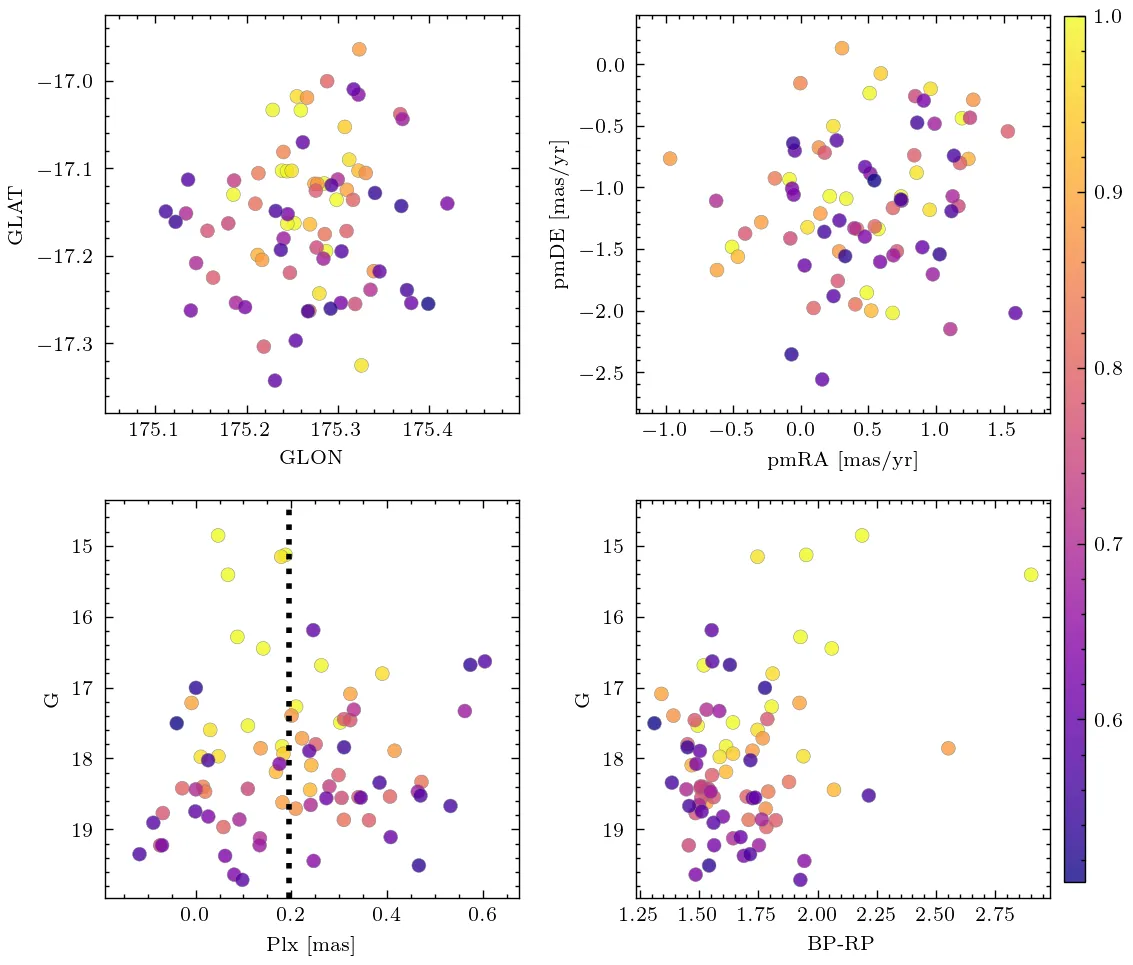 −17.0
−17.1
−17.2
−17.3
GLAT
175.1 175.2 175.3 175.4
GLON
0.0
−0.5
−1.0
−1.5
−2.0
−2.5
pmDE [mas/yr]
−1.0 −0.5 0.0 0.5 1.0 1.5
pmRA [mas/yr]
1.0
0.9
0.8
0.7
0.6
15
16
17
18
19
G
0.0 0.2 0.4 0.6
Plx [mas]
15
16
17
18
19
G
1.25 1.50 1.75 2.00 2.25 2.50 2.75
BP-RP